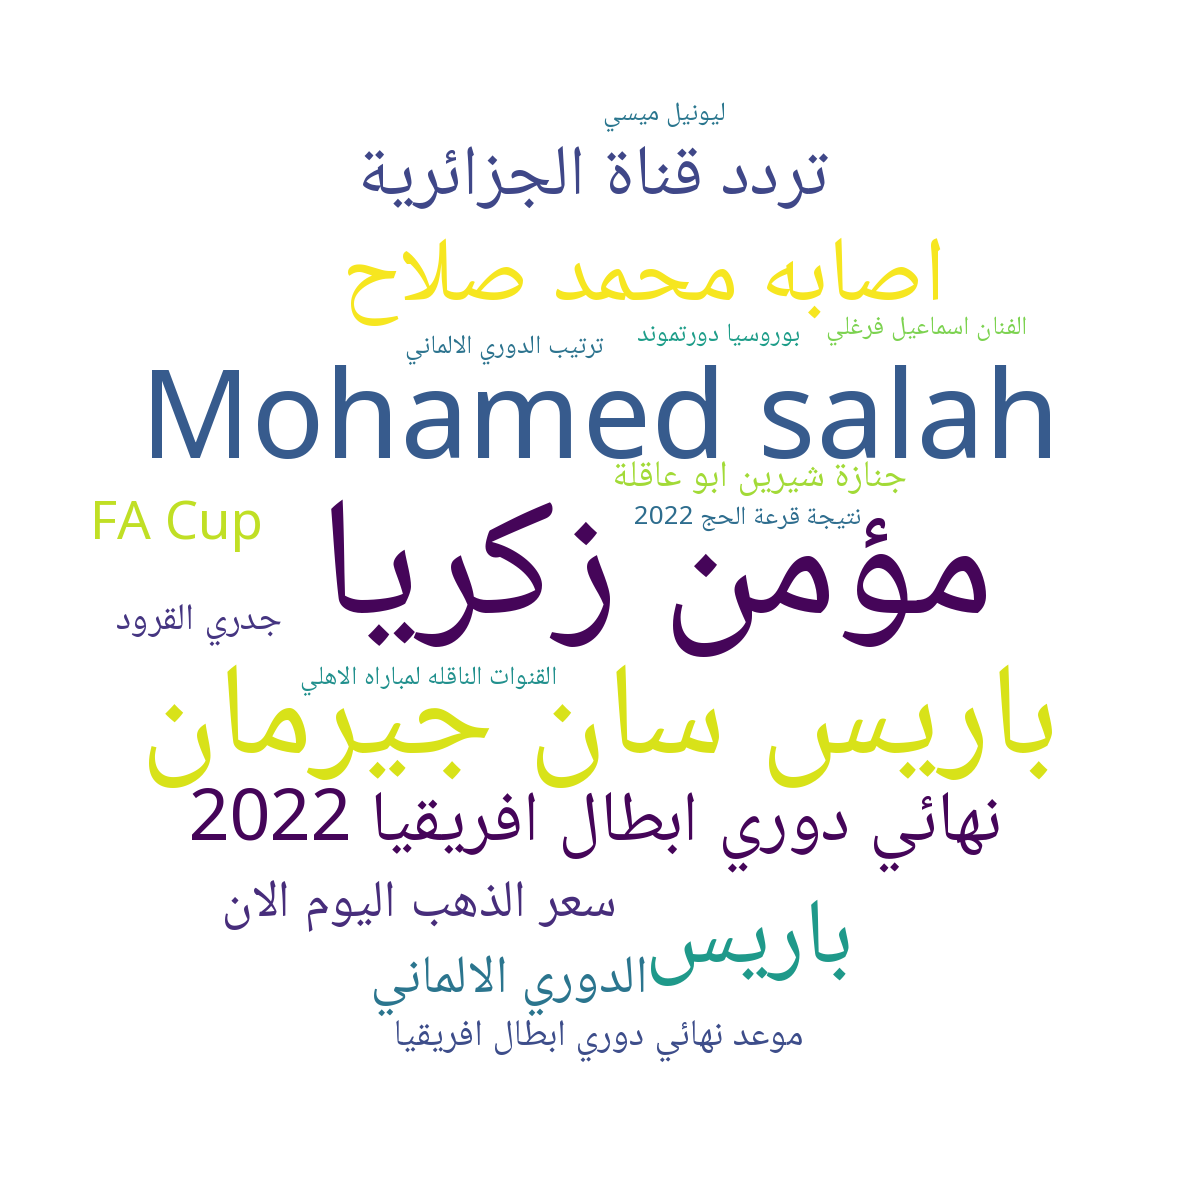 ليونيل ميسي
تردد قناة الجزائرية
اصابه محمد صلاح
الفنان اسماعيل فرغلي
بوروسيا دورتموند
ترتيب الدوري الالماني
Mohamed salah
جنازة شيرين ابو عاقلة
نتيجة قرعة الحج 2022
FA Cup
مؤمن زكريا
جدري القرود
القنوات الناقله لمباراه الاهلي
باريس سان جيرمان
نهائي دوري ابطال افريقيا 2022
سعر الذهب اليوم الان
باريس
الدوري الالماني
موعد نهائي دوري ابطال افريقيا